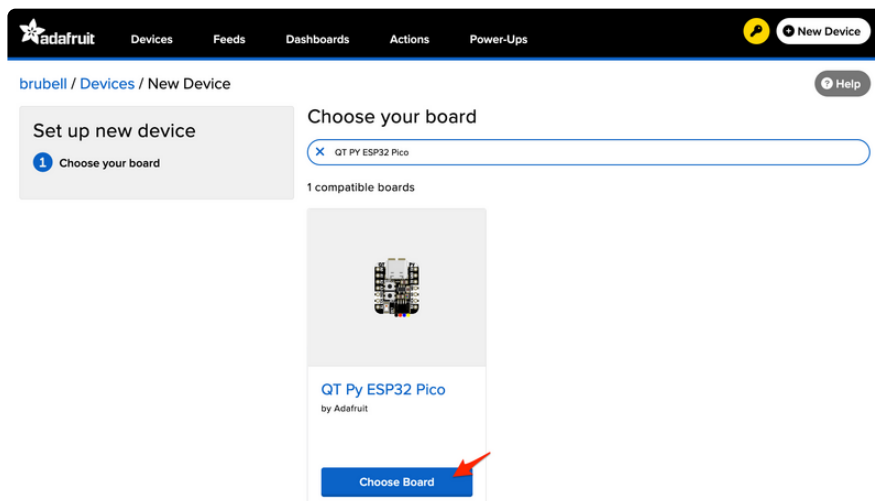 adafruit Devices Feeds Dashboards Actions Power-Ups New Device
brubell / Devices / New Device
Help
Set up new device
1 Choose your board
Choose your board
QT PY ESP32 Pico
1 compatible boards
QT Py ESP32 Pico
by Adafruit
Choose Board